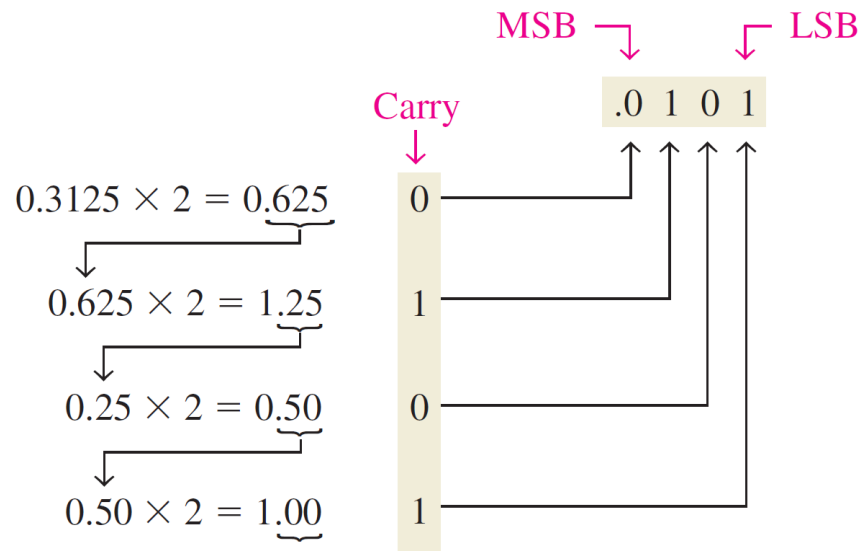 MSB LSB
.0 1 0 1
Carry
0.3125 × 2 = 0.625 0
0.625 × 2 = 1.25 1
0.25 × 2 = 0.50 0
0.50 × 2 = 1.00 1